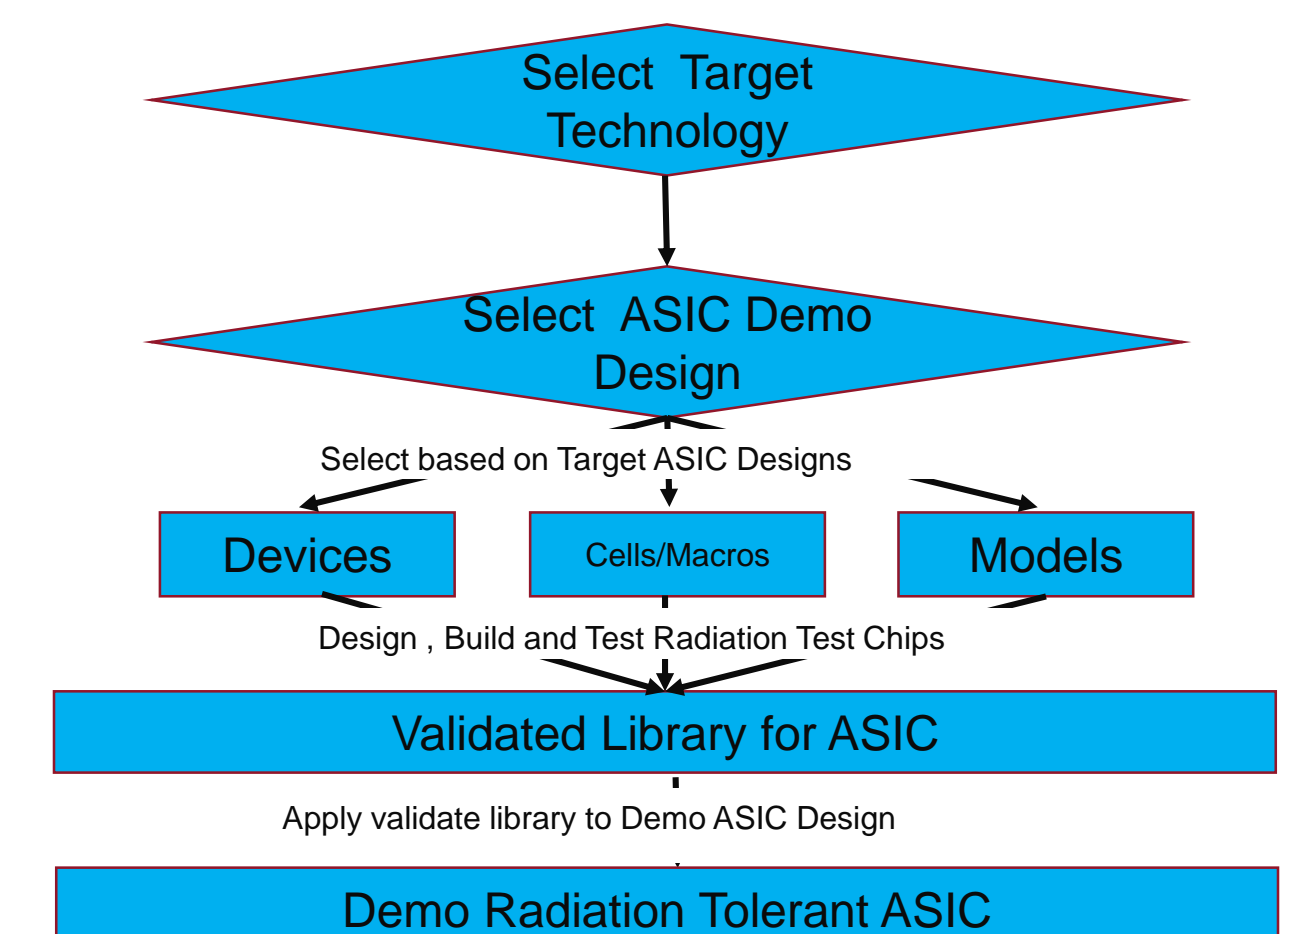 Select Target
Technology
Select ASIC Demo
Design
Select based on Target ASIC Designs
Devices
Cells/Macros
Models
Design , Build and Test Radiation Test Chips
Validated Library for ASIC
Apply validate library to Demo ASIC Design
Demo Radiation Tolerant ASIC